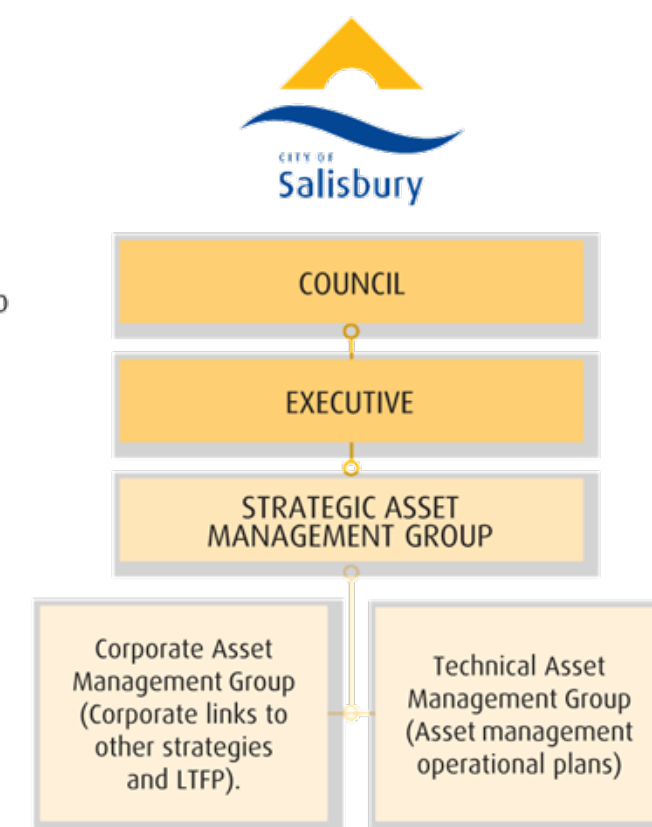 CITY OF
Salisbury
COUNCIL
EXECUTIVE
STRATEGIC ASSET
MANAGEMENT GROUP
Corporate Asset
Management Group
(Corporate links to
other strategies
and LTFP).
Technical Asset
Management Group
(Asset management
operational plans)